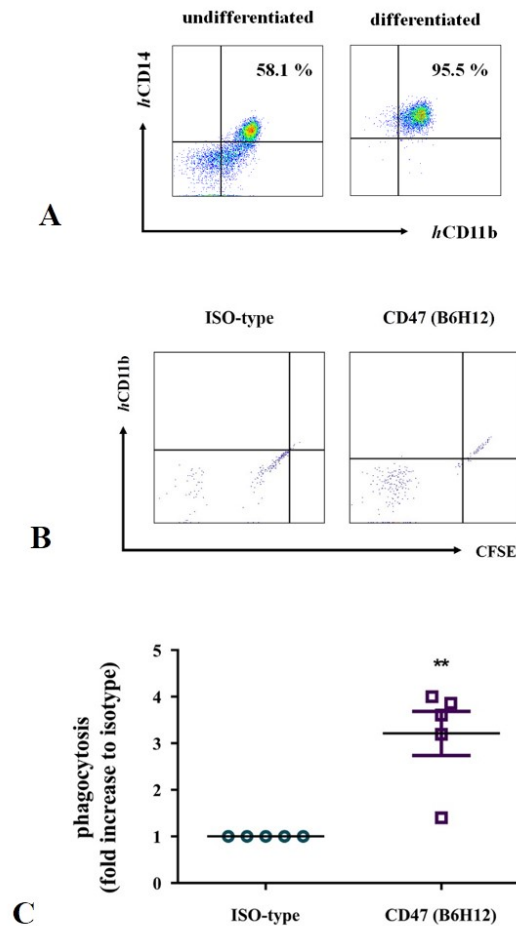 undifferentiated differentiated
58.1 % 95.5 %
hCD14
A
hCD11b
ISO-type CD47 (B6H12)
hCD11b
B
CFSE
5
**
4
3
2
1
0
phagocytosis
(fold increase to isotype)
C
ISO-type CD47 (B6H12)